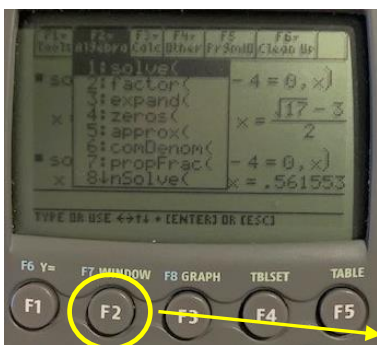 F1▾ F2▾ F3▾ F4▾ F5 F6▾
Tools Algebra Calc Other PrgmIO Clean Up
1:solve(
2:factor(
3:expand(
4:zeros(
5:approx(
6:comDenom(
7:propFrac(
8↓nSolve(
■ so - 4 = 0, x)
x x = √17 - 3
2
■ so - 4 = 0, x)
x x = .561553
TYPE OR USE ←→↑↓ + [ENTER] OR [ESC]
F6 Y= F7 WINDOW F8 GRAPH TBLSET TABLE
F1 F2 F3 F4 F5